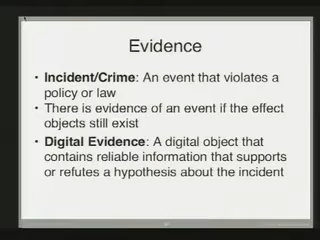 Evidence
• Incident/Crime: An event that violates a
policy or law
• There is evidence of an event if the effect
objects still exist
• Digital Evidence: A digital object that
contains reliable information that supports
or refutes a hypothesis about the incident